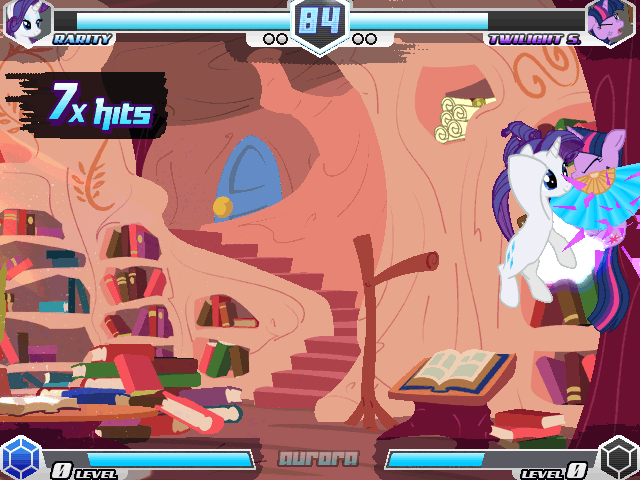 84
RARITY
TWILIGHT S.
7x hits
0 LEVEL
aurora
LEVEL 0